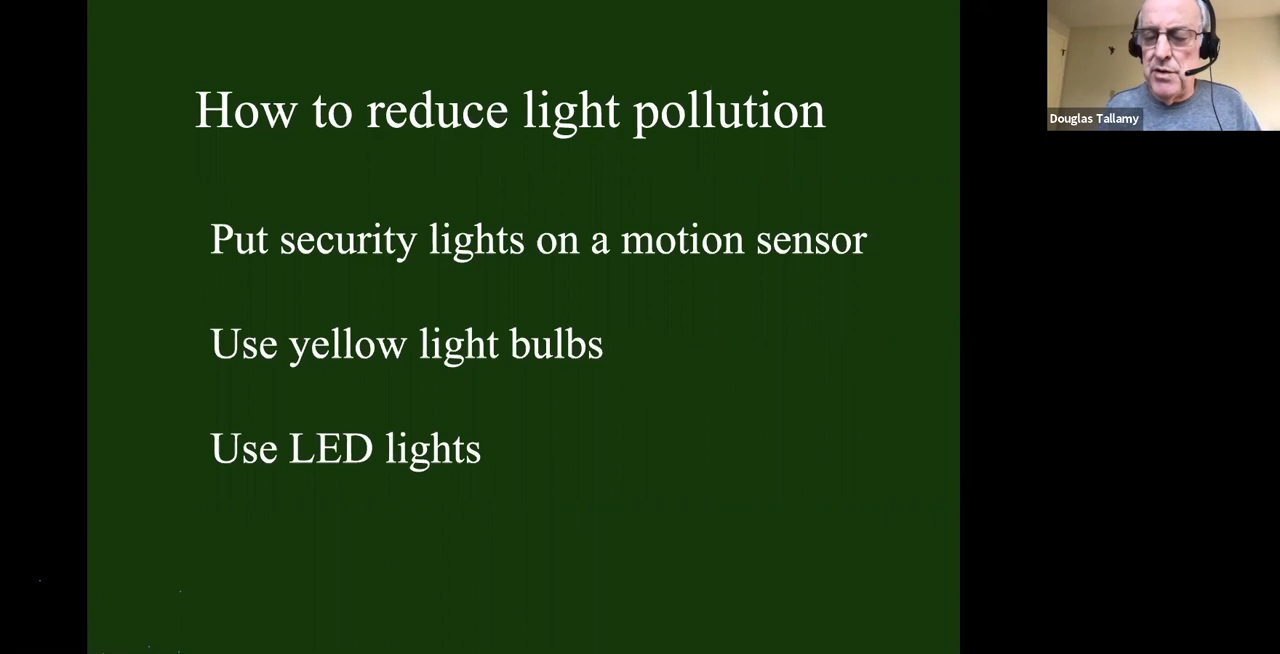 How to reduce light pollution
Put security lights on a motion sensor
Use yellow light bulbs
Use LED lights
Douglas Tallamy